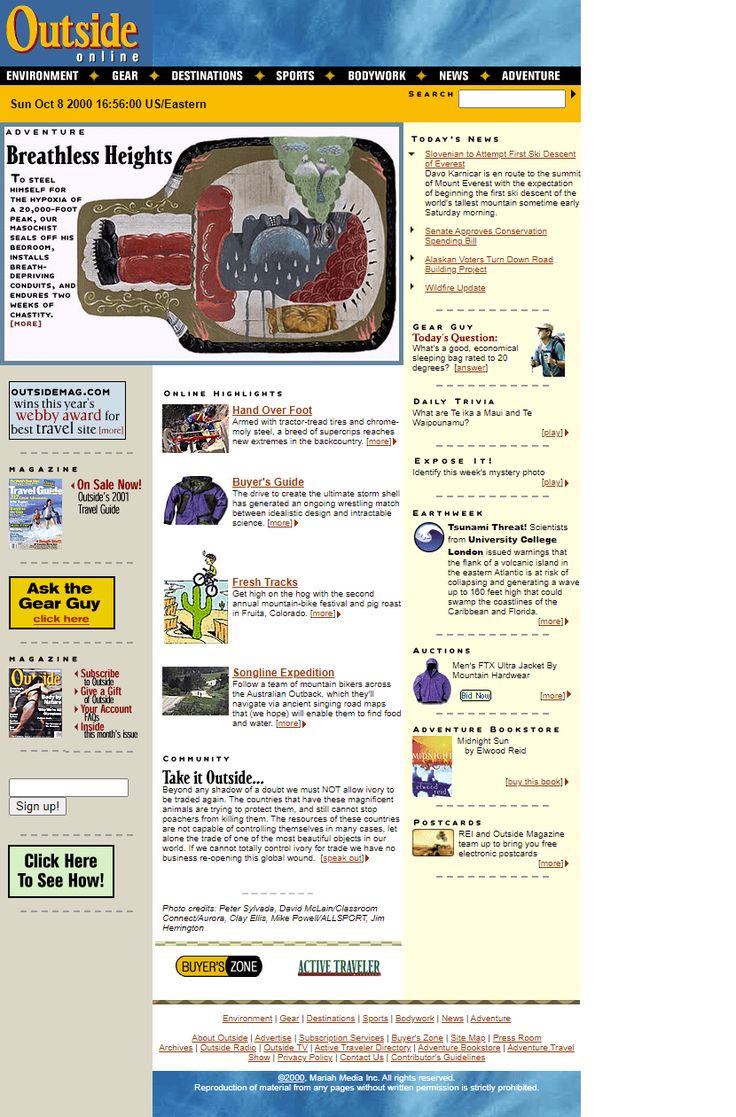 Outside
online
ENVIRONMENT GEAR DESTINATIONS SPORTS BODYWORK NEWS ADVENTURE
Sun Oct 8 2000 16:56:00 US/Eastern
SEARCH
ADVENTURE
Breathless Heights
TO STEEL
HIMSELF FOR
THE HYPOXIA OF
A 20,000-FOOT
PEAK, OUR
MASOCHIST
SEALS OFF HIS
BEDROOM,
INSTALLS
BREATH-
DEPRIVING
CONDUITS, AND
ENDURES TWO
WEEKS OF
CHASTITY.
[MORE]
OUTSIDEMAG.COM
wins this year's
webby award for
best travel site [more]
MAGAZINE
On Sale Now!
Outside's 2001
Travel Guide
Travel Guide
Ask the
Gear Guy
click here
MAGAZINE
Outside
Subscribe
to Outside
Give a Gift
of Outside
Your Account
FAQs
Inside
this month's issue
Sign up!
Click Here
To See How!
ONLINE HIGHLIGHTS
Hand Over Foot
Armed with tractor-tread tires and chrome-
moly steel, a breed of supercrips reaches
new extremes in the backcountry. [more]
Buyer's Guide
The drive to create the ultimate storm shell
has generated an ongoing wrestling match
between idealistic design and intractable
science. [more]
Fresh Tracks
Get high on the hog with the second
annual mountain-bike festival and pig roast
in Fruita, Colorado. [more]
Songline Expedition
Follow a team of mountain bikers across
the Australian Outback, which they'll
navigate via ancient singing road maps
that (we hope) will enable them to find food
and water. [more]
COMMUNITY
Take it Outside...
Beyond any shadow of a doubt we must NOT allow ivory to
be traded again. The countries that have these magnificent
animals are trying to protect them, and still cannot stop
poachers from killing them. The resources of these countries
are not capable of controlling themselves in many cases, let
alone the trade of one of the most beautiful objects in our
world. If we cannot totally control ivory for trade we have no
business re-opening this global wound. [speak out]
Photo credits: Peter Sylvada, David McLain/Classroom
Connect/Aurora, Clay Ellis, Mike Powell/ALLSPORT, Jim
Herrington
BUYER'S ZONE
ACTIVE TRAVELER
TODAY'S NEWS
Slovenian to Attempt First Ski Descent
of Everest
Davo Karnicar is en route to the summit
of Mount Everest with the expectation
of beginning the first ski descent of the
world's tallest mountain sometime early
Saturday morning.
Senate Approves Conservation
Spending Bill
Alaskan Voters Turn Down Road
Building Project
Wildfire Update
GEAR GUY
Today's Question:
What's a good, economical
sleeping bag rated to 20
degrees? [answer]
DAILY TRIVIA
What are Te ika a Maui and Te
Waipounamu?
[play]
EXPOSE IT!
Identify this week's mystery photo
[play]
EARTHWEEK
Tsunami Threat! Scientists
from University College
London issued warnings that
the flank of a volcanic island in
the eastern Atlantic is at risk of
collapsing and generating a wave
up to 160 feet high that could
swamp the coastlines of the
Caribbean and Florida.
[more]
AUCTIONS
Men's FTX Ultra Jacket By
Mountain Hardwear
Bid Now
[more]
ADVENTURE BOOKSTORE
MIDNIGHT
elwood
reid
Midnight Sun
by Elwood Reid
[buy this book]
POSTCARDS
REI and Outside Magazine
team up to bring you free
electronic postcards
[more]
Environment | Gear | Destinations | Sports | Bodywork | News | Adventure
About Outside | Advertise | Subscription Services | Buyer's Zone | Site Map | Press Room
Archives | Outside Radio | Outside TV | Active Traveler Directory | Adventure Bookstore | Adventure Travel
Show | Privacy Policy | Contact Us | Contributor's Guidelines
©2000, Mariah Media Inc. All rights reserved.
Reproduction of material from any pages without written permission is strictly prohibited.